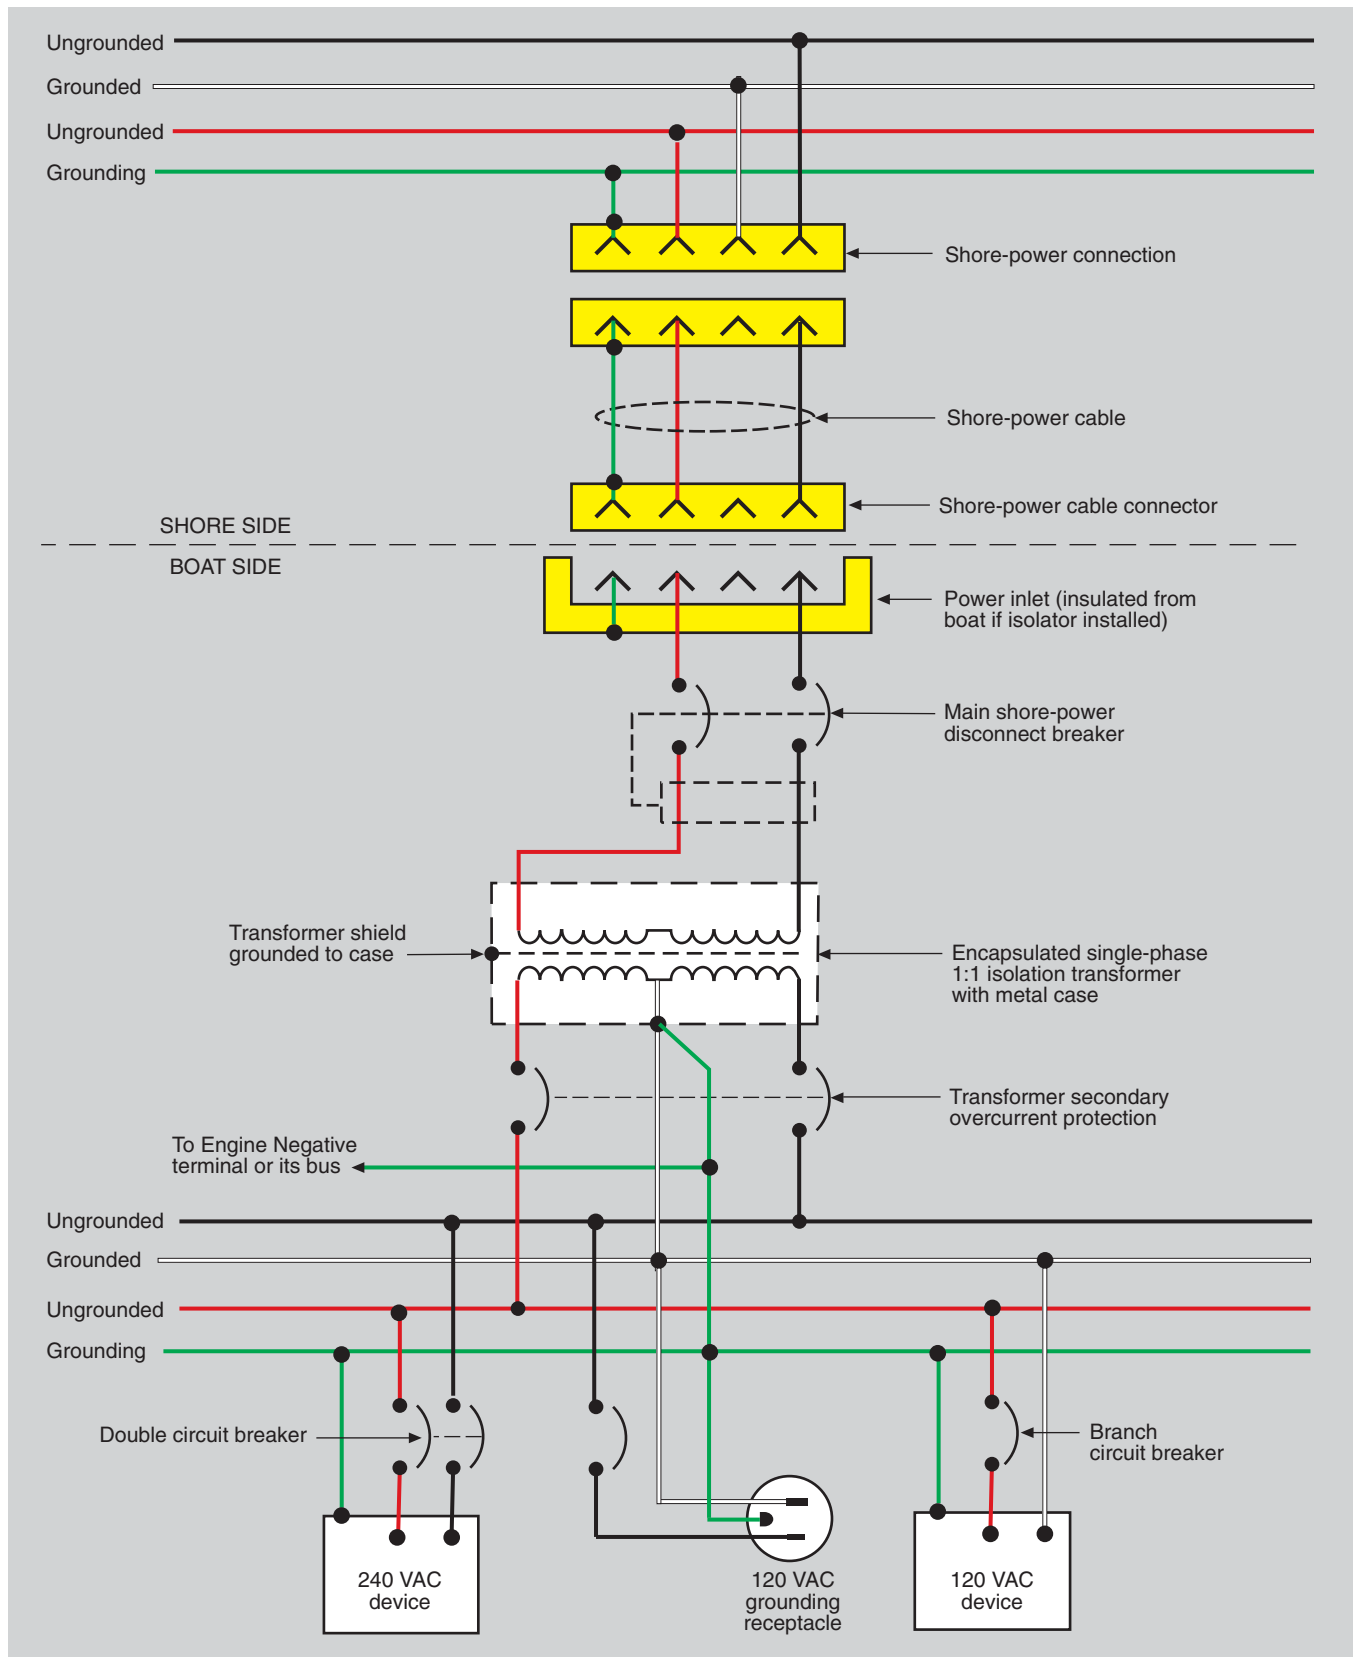 Ungrounded
Grounded
Ungrounded
Grounding
Shore-power connection
Shore-power cable
Shore-power cable connector
SHORE SIDE
BOAT SIDE
Power inlet (insulated from
boat if isolator installed)
Main shore-power
disconnect breaker
Transformer shield
grounded to case
Encapsulated single-phase
1:1 isolation transformer
with metal case
Transformer secondary
overcurrent protection
To Engine Negative
terminal or its bus
Ungrounded
Grounded
Ungrounded
Grounding
Double circuit breaker
Branch
circuit breaker
240 VAC
device
120 VAC
grounding
receptacle
120 VAC
device